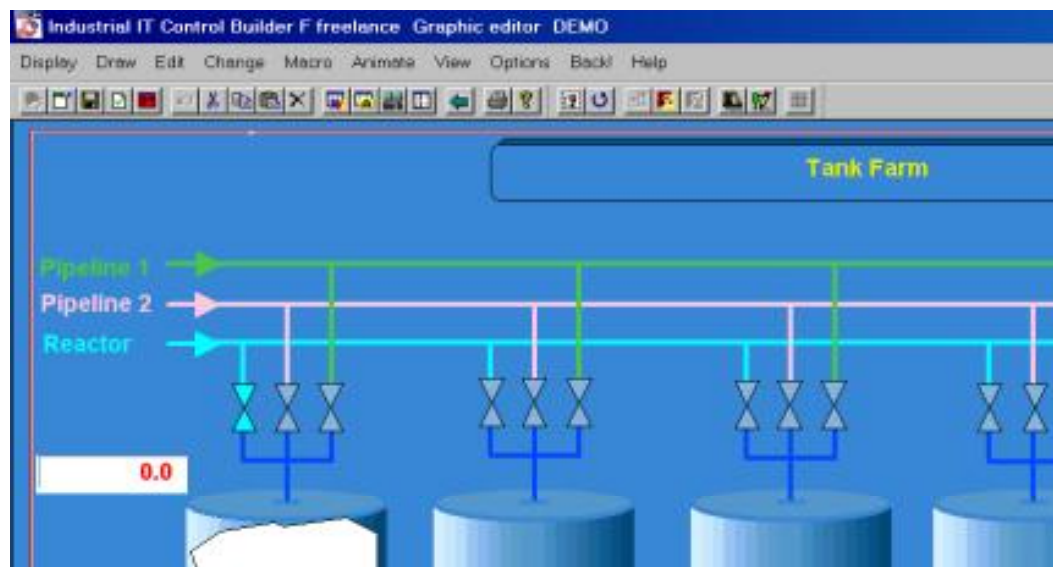 Industrial IT Control Builder F freelance Graphic editor DEMO
Display Draw Edit Change Macro Animate View Options Back! Help
Tank Farm
Pipeline 1
Pipeline 2
Reactor
0.0